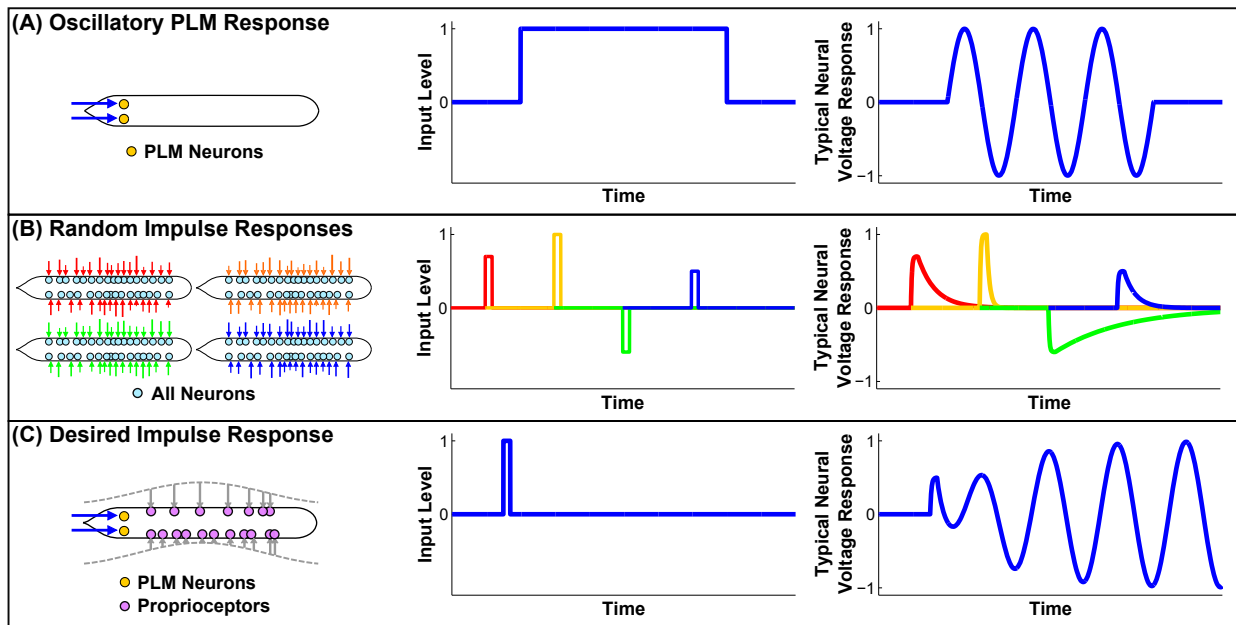 (A) Oscillatory PLM Response
PLM Neurons
Input Level
1
0
Time
Typical Neural
Voltage Response
1
0
−1
Time
(B) Random Impulse Responses
All Neurons
Input Level
1
0
Time
Typical Neural
Voltage Response
1
0
−1
Time
(C) Desired Impulse Response
PLM Neurons
Proprioceptors
Input Level
1
0
Time
Typical Neural
Voltage Response
1
0
−1
Time